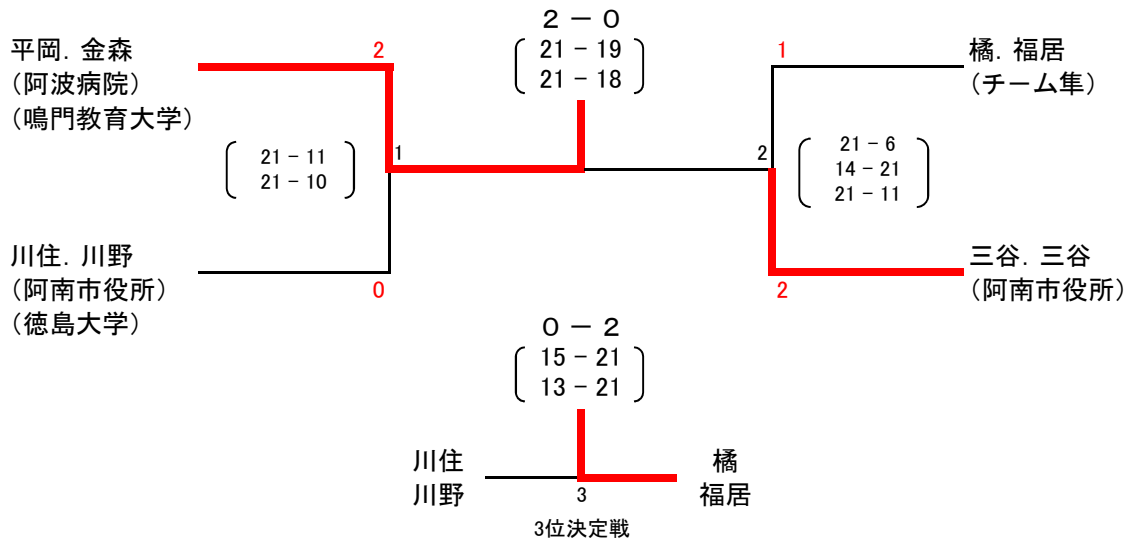 2 － 0
21 － 19
21 － 18
平岡．金森
（阿波病院）
（鳴門教育大学）
2
1
橘．福居
（チーム隼）
21 － 11
21 － 10
1
2
21 － 6
14 － 21
21 － 11
川住．川野
（阿南市役所）
（徳島大学）
0
2
三谷．三谷
（阿南市役所）
0 － 2
15 － 21
13 － 21
川住
川野
3
橘
福居
3位決定戦